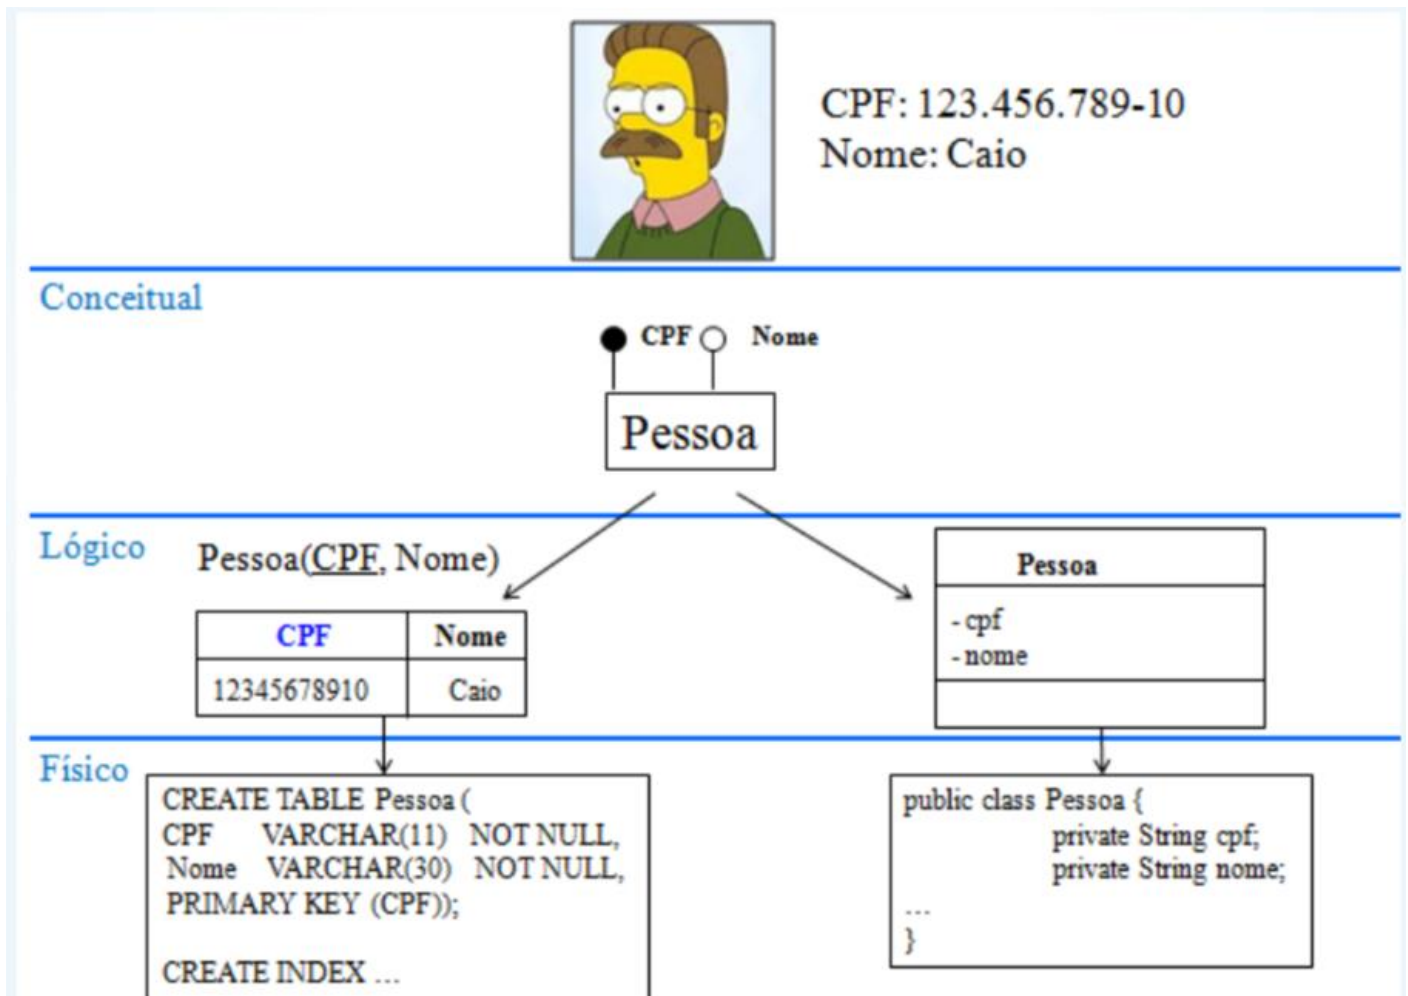 CPF: 123.456.789-10
Nome: Caio
Conceitual
CPF Nome
Pessoa
Lógico
Pessoa(CPF, Nome)
CPF Nome
12345678910 Caio
Pessoa
- cpf
- nome
Físico
CREATE TABLE Pessoa (
CPF VARCHAR(11) NOT NULL,
Nome VARCHAR(30) NOT NULL,
PRIMARY KEY (CPF));
CREATE INDEX ...
public class Pessoa {
private String cpf;
private String nome;
...
}